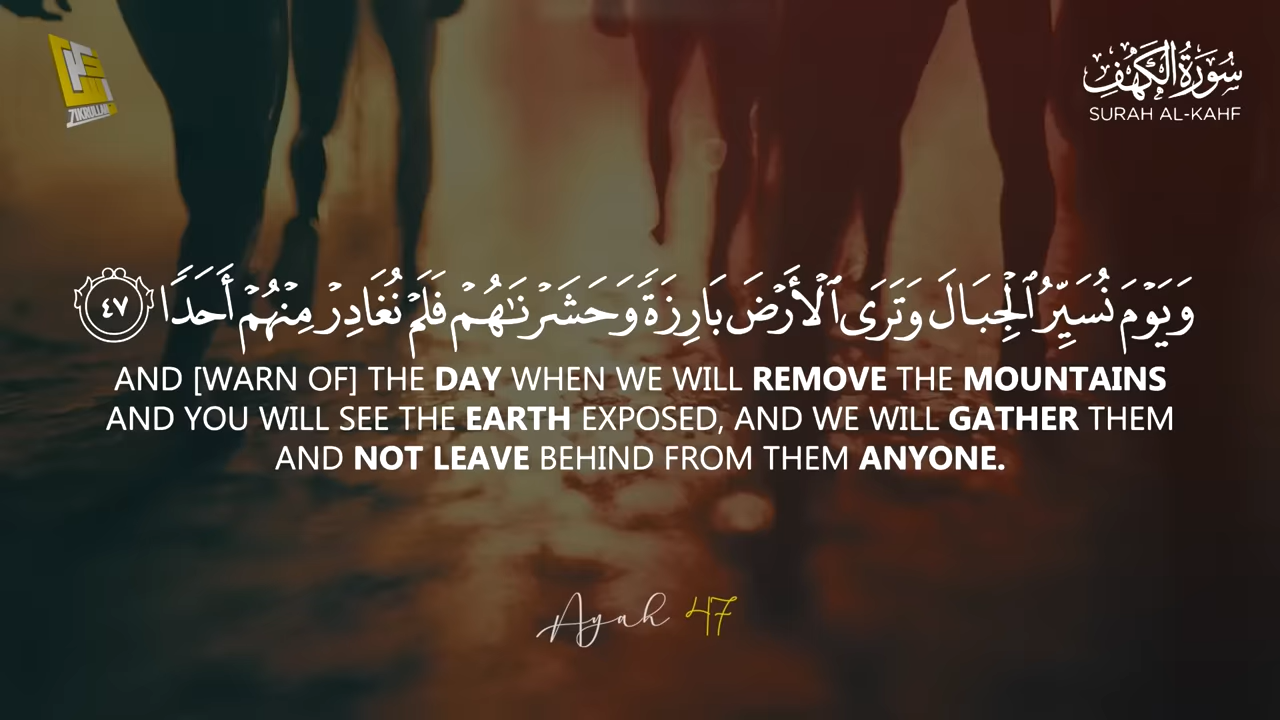 ZIKRULLAH
سُورَةُ الْكَهْف
SURAH AL-KAHF
وَيَوْمَ نُسَيِّرُ ٱلْجِبَالَ وَتَرَى ٱلْأَرْضَ بَارِزَةً وَحَشَرْنَـٰهُمْ فَلَمْ نُغَادِرْ مِنْهُمْ أَحَدًا ٤٧
AND [WARN OF] THE DAY WHEN WE WILL REMOVE THE MOUNTAINS
AND YOU WILL SEE THE EARTH EXPOSED, AND WE WILL GATHER THEM
AND NOT LEAVE BEHIND FROM THEM ANYONE.
Ayah 47